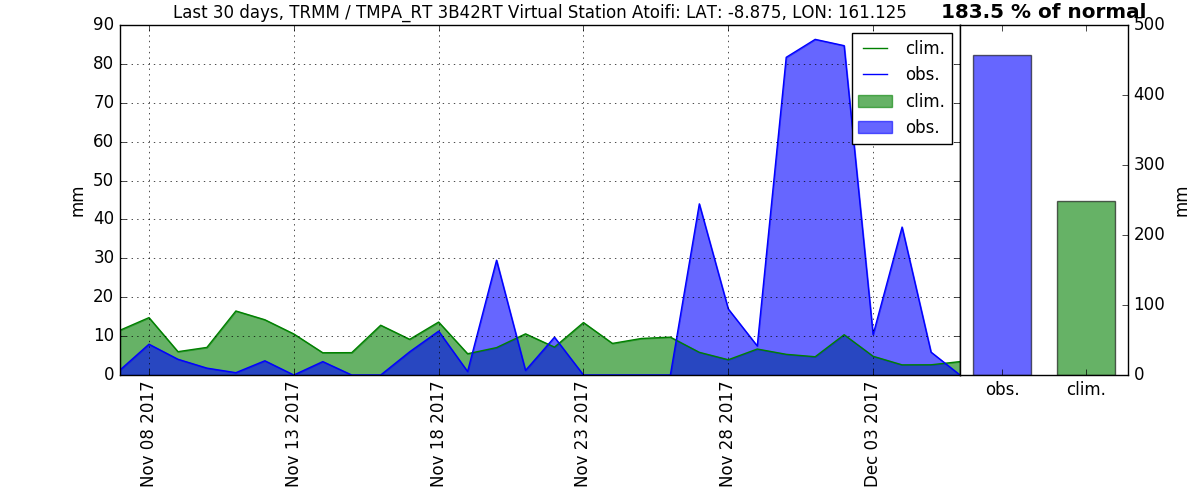 Last 30 days, TRMM / TMPA_RT 3B42RT Virtual Station Atoifi: LAT: -8.875, LON: 161.125
183.5 % of normal
90
80
70
60
50
40
30
20
10
0
mm
clim.
obs.
clim.
obs.
500
400
300
200
100
0
mm
Nov 08 2017
Nov 13 2017
Nov 18 2017
Nov 23 2017
Nov 28 2017
Dec 03 2017
obs.
clim.